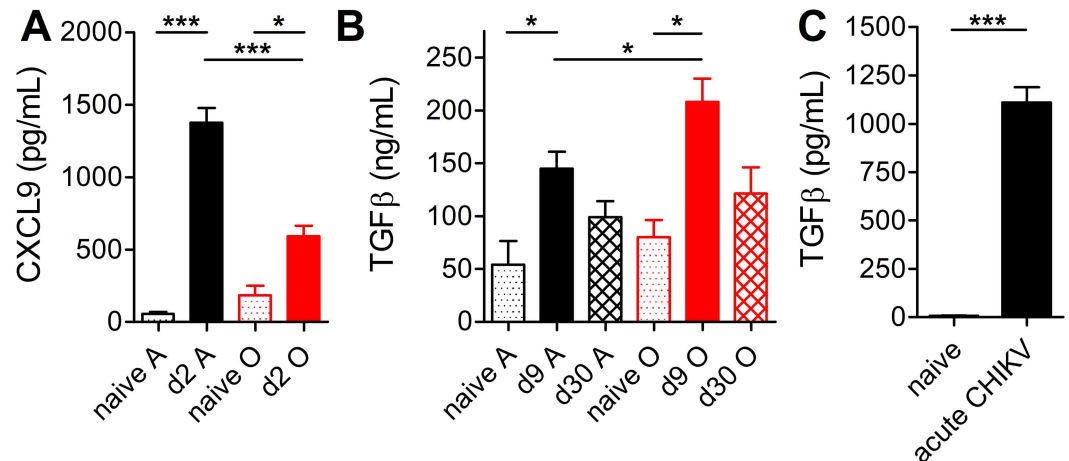 A
CXCL9 (pg/mL)
2000
1500
1000
500
0
***
*
***
naive A
d2 A
naive O
d2 O
B
TGFβ (ng/mL)
250
200
150
100
50
0
*
*
*
naive A
d9 A
d30 A
naive O
d9 O
d30 O
C
TGFβ (pg/mL)
1500
1250
1000
750
500
250
0
***
naive
acute CHIKV